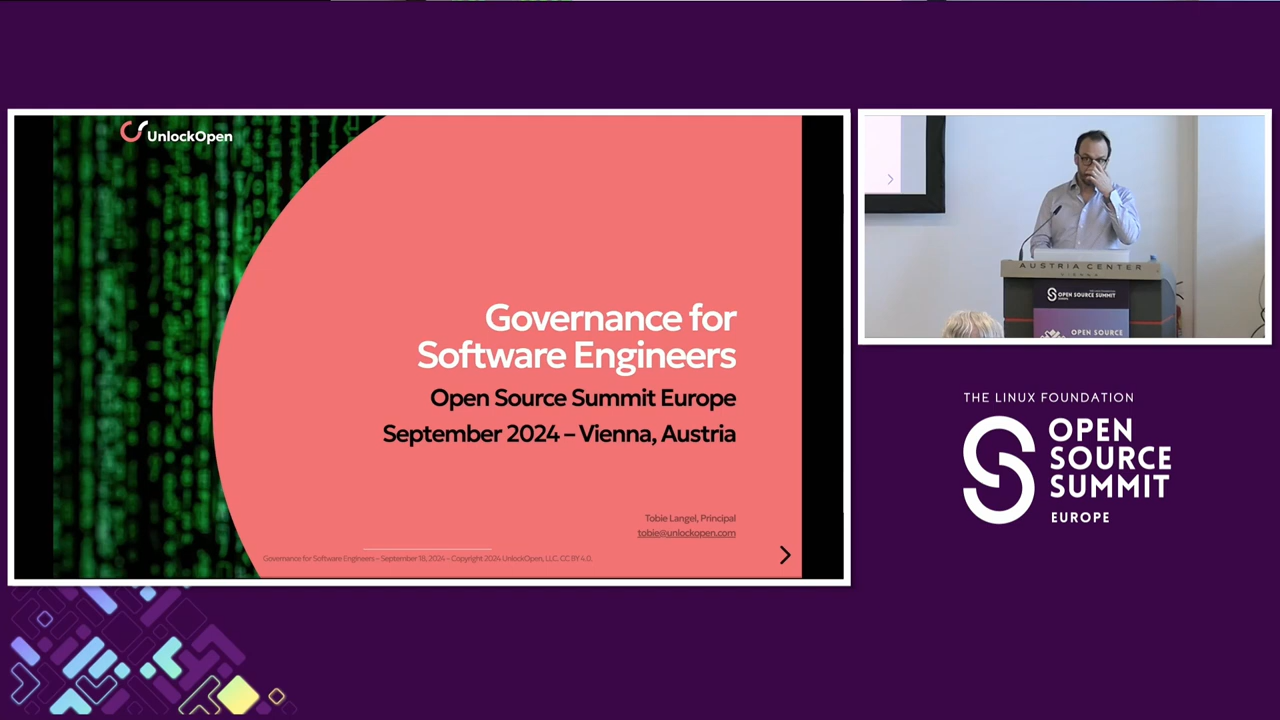 UnlockOpen
Governance for
Software Engineers
Open Source Summit Europe
September 2024 – Vienna, Austria
Tobie Langel, Principal
tobie@unlockopen.com
Governance for Software Engineers – September 18, 2024 – Copyright 2024 UnlockOpen, LLC. CC BY 4.0.
AUSTRIA CENTER
VIENNA
OPEN SOURCE SUMMIT
OPEN SOURCE
THE LINUX FOUNDATION
OPEN
SOURCE
SUMMIT
EUROPE